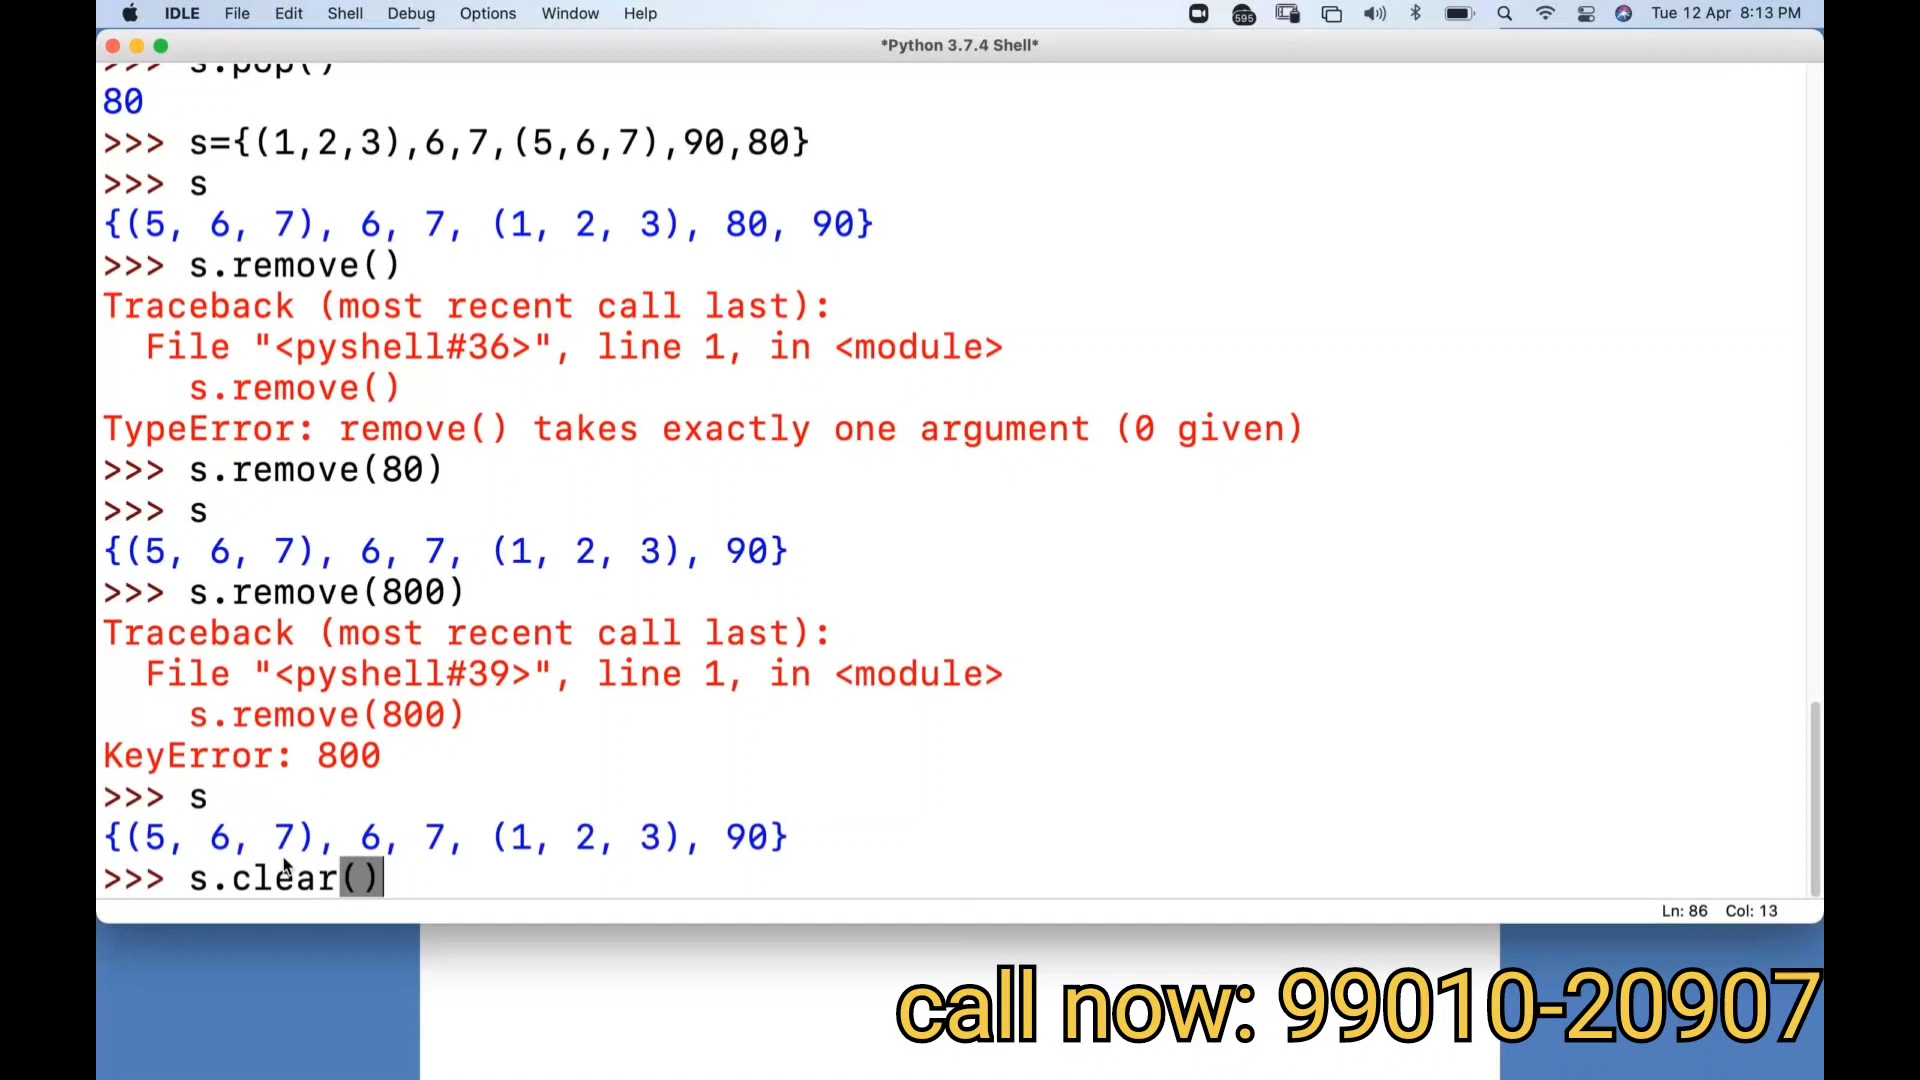 IDLE File Edit Shell Debug Options Window Help 595 Tue 12 Apr 8:13 PM
*Python 3.7.4 Shell*
>>> s.pop()
80
>>> s={(1,2,3),6,7,(5,6,7),90,80}
>>> s
{(5, 6, 7), 6, 7, (1, 2, 3), 80, 90}
>>> s.remove()
Traceback (most recent call last):
  File "<pyshell#36>", line 1, in <module>
    s.remove()
TypeError: remove() takes exactly one argument (0 given)
>>> s.remove(80)
>>> s
{(5, 6, 7), 6, 7, (1, 2, 3), 90}
>>> s.remove(800)
Traceback (most recent call last):
  File "<pyshell#39>", line 1, in <module>
    s.remove(800)
KeyError: 800
>>> s
{(5, 6, 7), 6, 7, (1, 2, 3), 90}
>>> s.clear()
Ln: 86 Col: 13
call now: 99010-20907